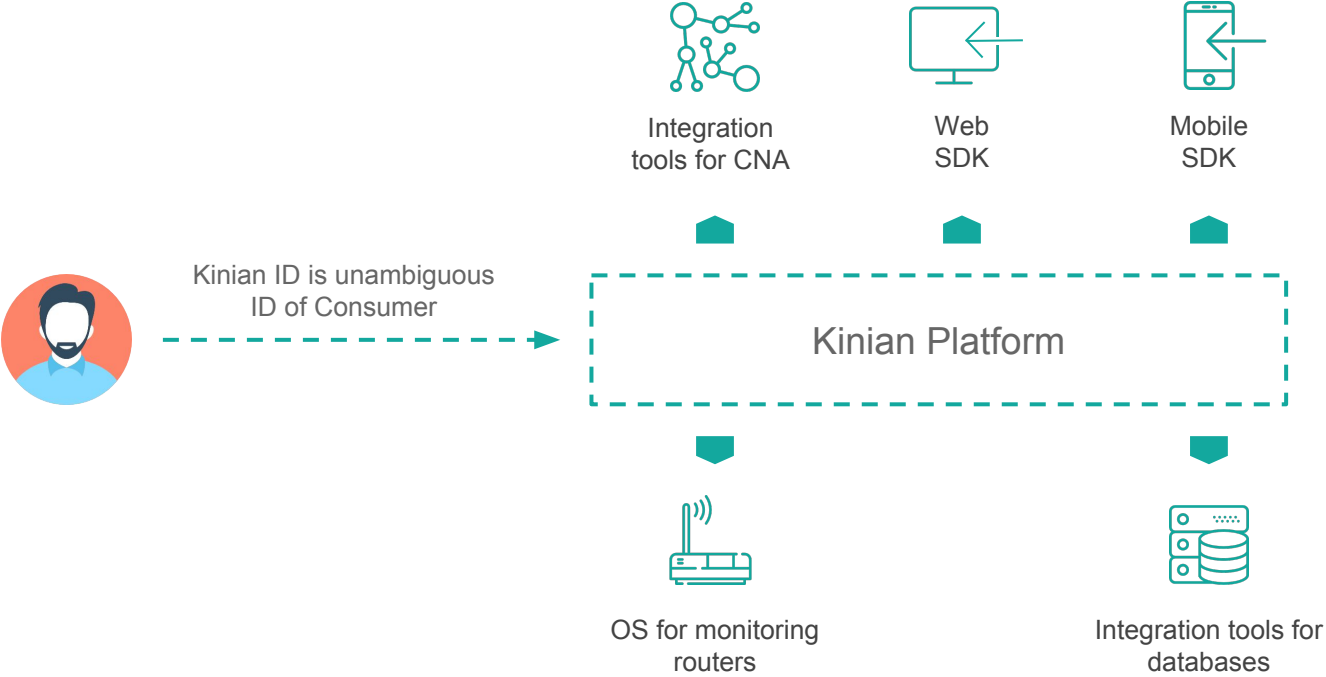 Integration
tools for CNA
Web
SDK
Mobile
SDK
Kinian ID is unambiguous
ID of Consumer
Kinian Platform
OS for monitoring
routers
Integration tools for
databases